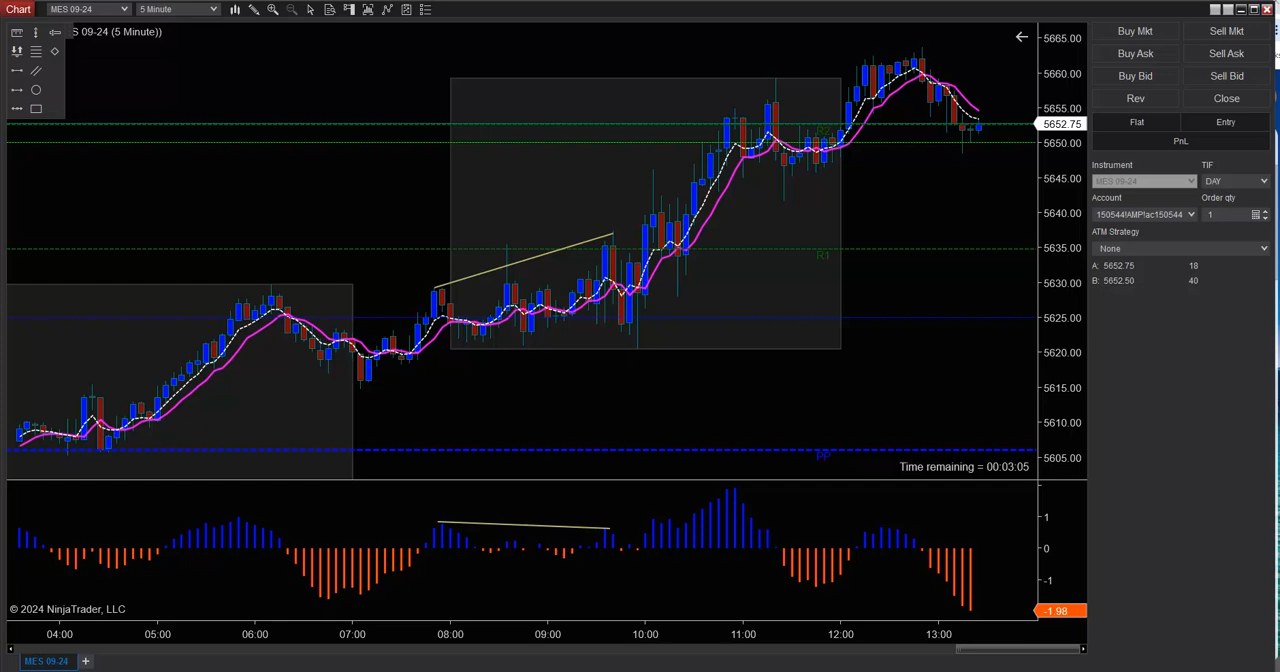 Chart MES 09-24 5 Minute
S 09-24 (5 Minute))
5665.00
5660.00
5655.00
5652.75
5650.00
5645.00
5640.00
5635.00
5630.00
5625.00
5620.00
5615.00
5610.00
5605.00
R2
R1
PP
Time remaining = 00:03:05
1
0
-1
-1.98
© 2024 NinjaTrader, LLC
04:00 05:00 06:00 07:00 08:00 09:00 10:00 11:00 12:00 13:00
MES 09-24 +
Buy Mkt Sell Mkt
Buy Ask Sell Ask
Buy Bid Sell Bid
Rev Close
Flat Entry
PnL
Instrument TIF
MES 09-24 DAY
Account Order qty
150544!AMP!ac150544 1
ATM Strategy
None
A: 5652.75 18
B: 5652.50 40